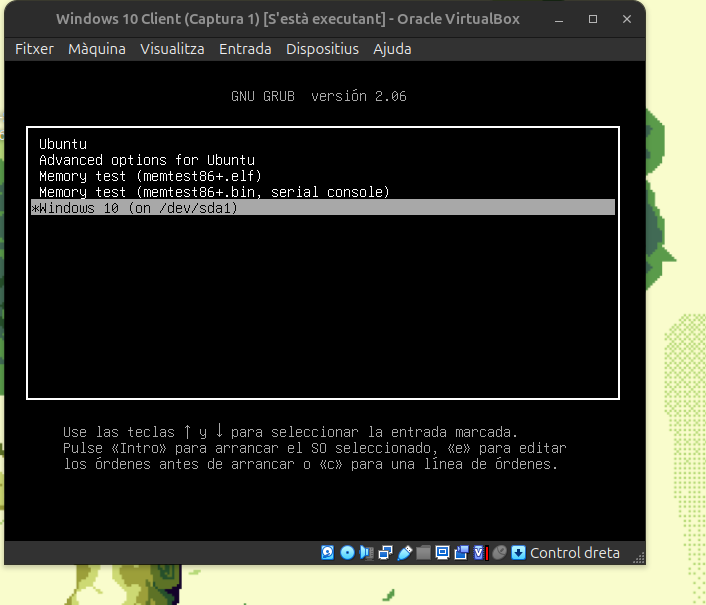 Windows 10 Client (Captura 1) [S'està executant] - Oracle VirtualBox
Fitxer Màquina Visualitza Entrada Dispositius Ajuda
GNU GRUB versión 2.06
Ubuntu
Advanced options for Ubuntu
Memory test (memtest86+.elf)
Memory test (memtest86+.bin, serial console)
*Windows 10 (on /dev/sda1)
Use las teclas ↑ y ↓ para seleccionar la entrada marcada.
Pulse «Intro» para arrancar el SO seleccionado, «e» para editar
los órdenes antes de arrancar o «c» para una línea de órdenes.
Control dreta